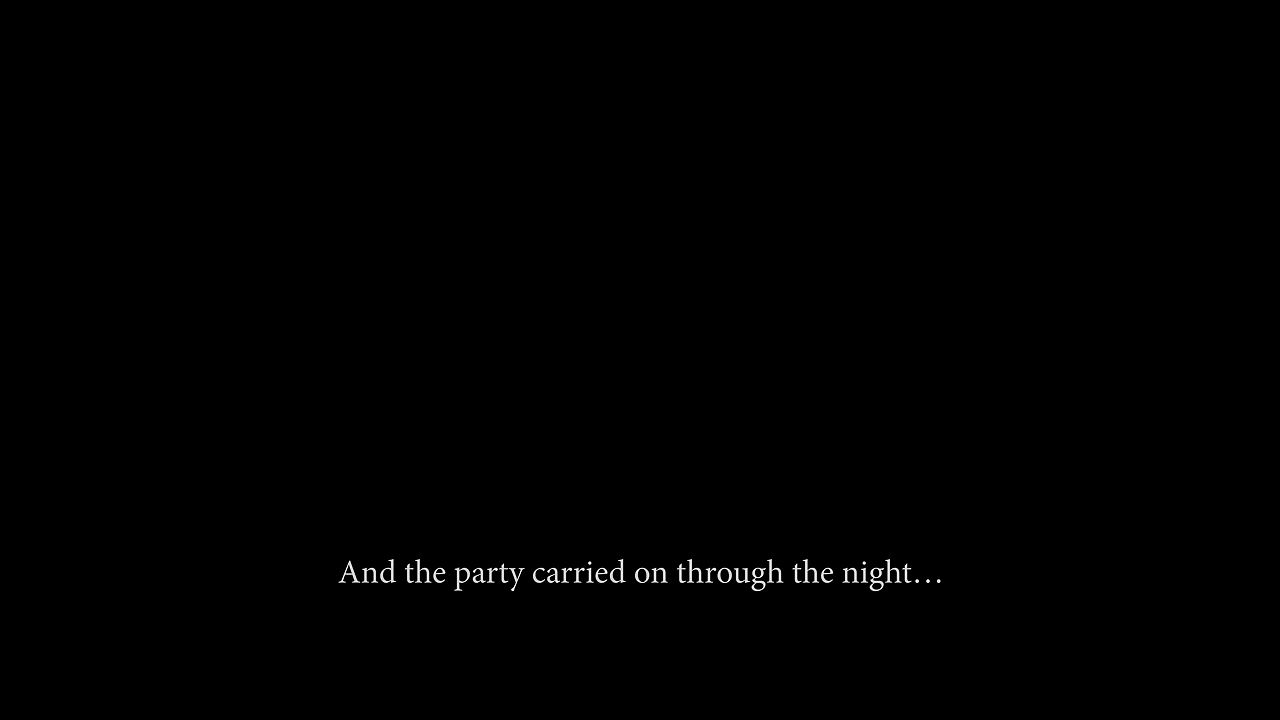 And the party carried on through the night…